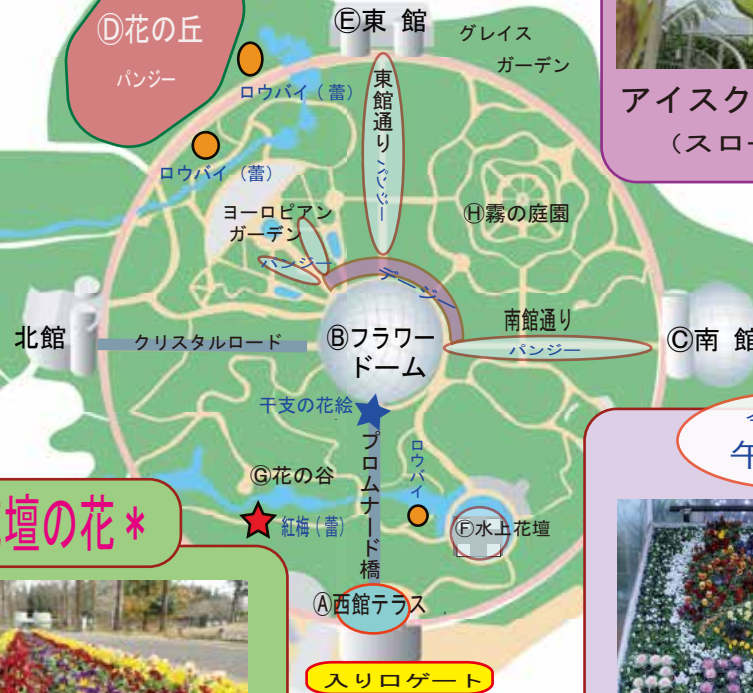 Ⓓ花の丘
パンジー
Ⓔ東 館
グレイス
ガーデン
ロウバイ(蕾)
ロウバイ(蕾)
東館通り
パンジー
アイスク
(スロー
ヨーロピアン
ガーデン
パンジー
Ⓗ霧の庭園
デージー
北館
クリスタルロード
Ⓑフラワー
ドーム
南館通り
パンジー
Ⓒ南 館
干支の花絵
プロムナード橋
ロウバイ
Ⓖ花の谷
紅梅(蕾)
Ⓕ水上花壇
壇の花*
Ⓐ西館テラス
入り口ゲート